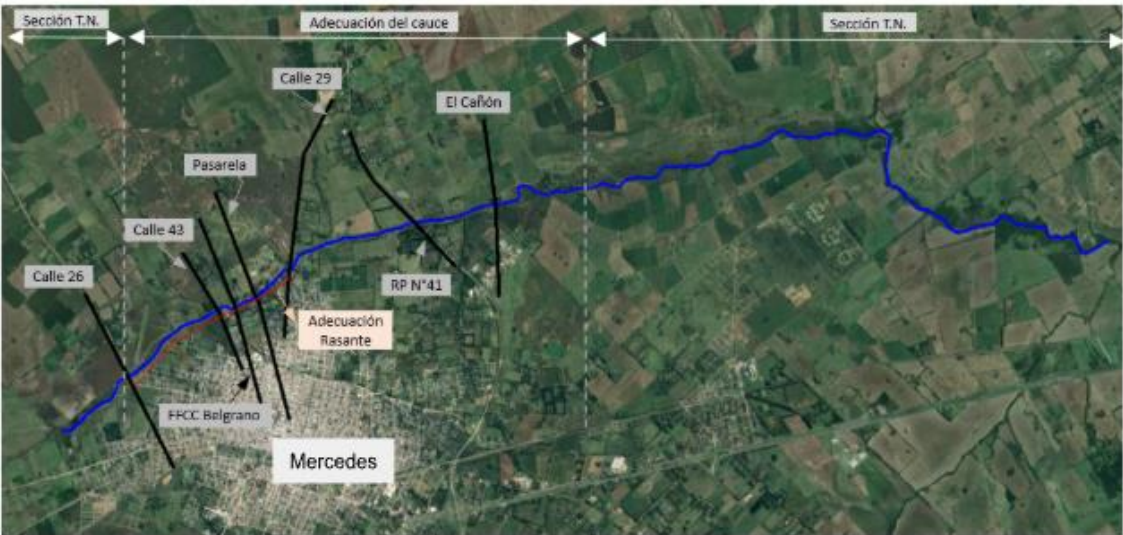 Sección T.N.
Adecuación del cauce
Sección T.N.
Calle 29
El Cañón
Pasarela
Calle 43
Calle 26
RP N°41
Adecuación
Rasante
FFCC Belgrano
Mercedes